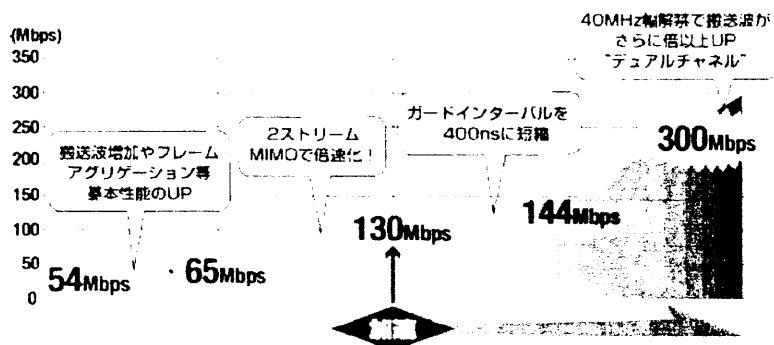 (Mbps)
350
300
250
200
150
100
50
0
搬送波増加やフレーム
アグリゲーション等
基本性能のUP
2ストリーム
MIMOで倍速化!
ガードインターバルを
400nsに短縮
40MHz幅解禁で搬送波が
さらに倍以上UP
"デュアルチャネル"
54Mbps
65Mbps
130Mbps
144Mbps
300Mbps